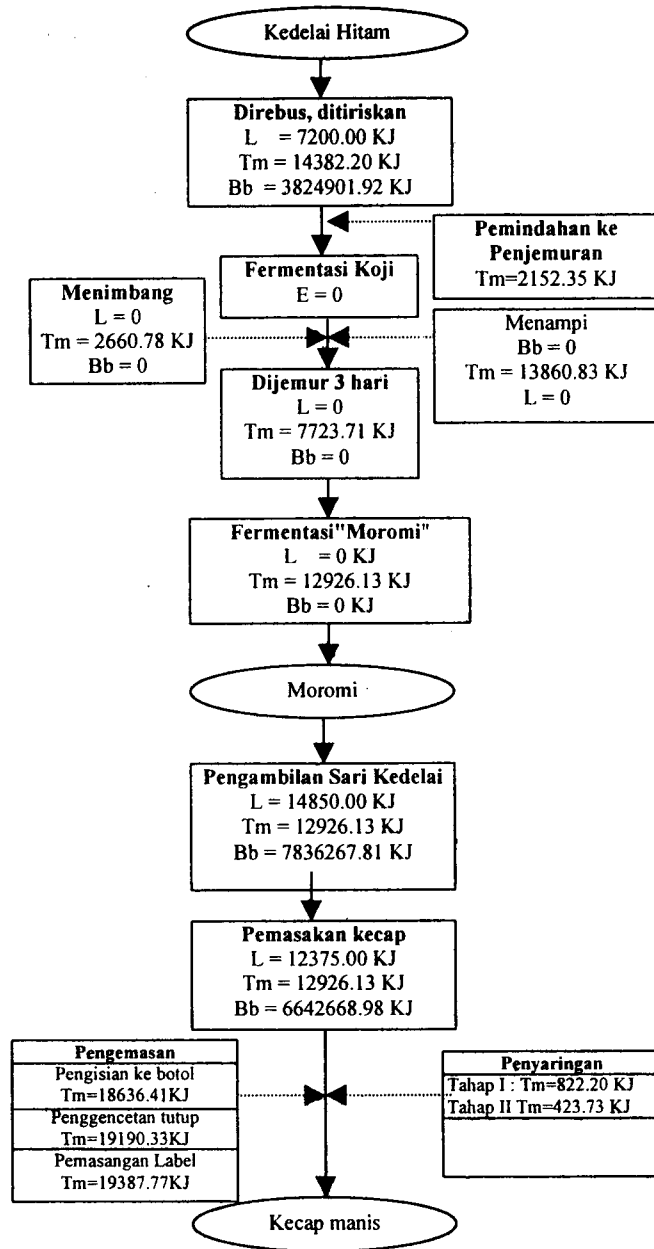 Kedelai Hitam
Direbus, ditiriskan
L = 7200.00 KJ
Tm = 14382.20 KJ
Bb = 3824901.92 KJ
Pemindahan ke
Penjemuran
Tm=2152.35 KJ
Fermentasi Koji
E = 0
Menimbang
L = 0
Tm = 2660.78 KJ
Bb = 0
Menampi
Bb = 0
Tm = 13860.83 KJ
L = 0
Dijemur 3 hari
L = 0
Tm = 7723.71 KJ
Bb = 0
Fermentasi"Moromi"
L = 0 KJ
Tm = 12926.13 KJ
Bb = 0 KJ
Moromi
Pengambilan Sari Kedelai
L = 14850.00 KJ
Tm = 12926.13 KJ
Bb = 7836267.81 KJ
Pemasakan kecap
L = 12375.00 KJ
Tm = 12926.13 KJ
Bb = 6642668.98 KJ
Pengemasan
Pengisian ke botol
Tm=18636.41KJ
Penggencetan tutup
Tm=19190.33KJ
Pemasangan Label
Tm=19387.77KJ
Penyaringan
Tahap I : Tm=822.20 KJ
Tahap II Tm=423.73 KJ
Kecap manis